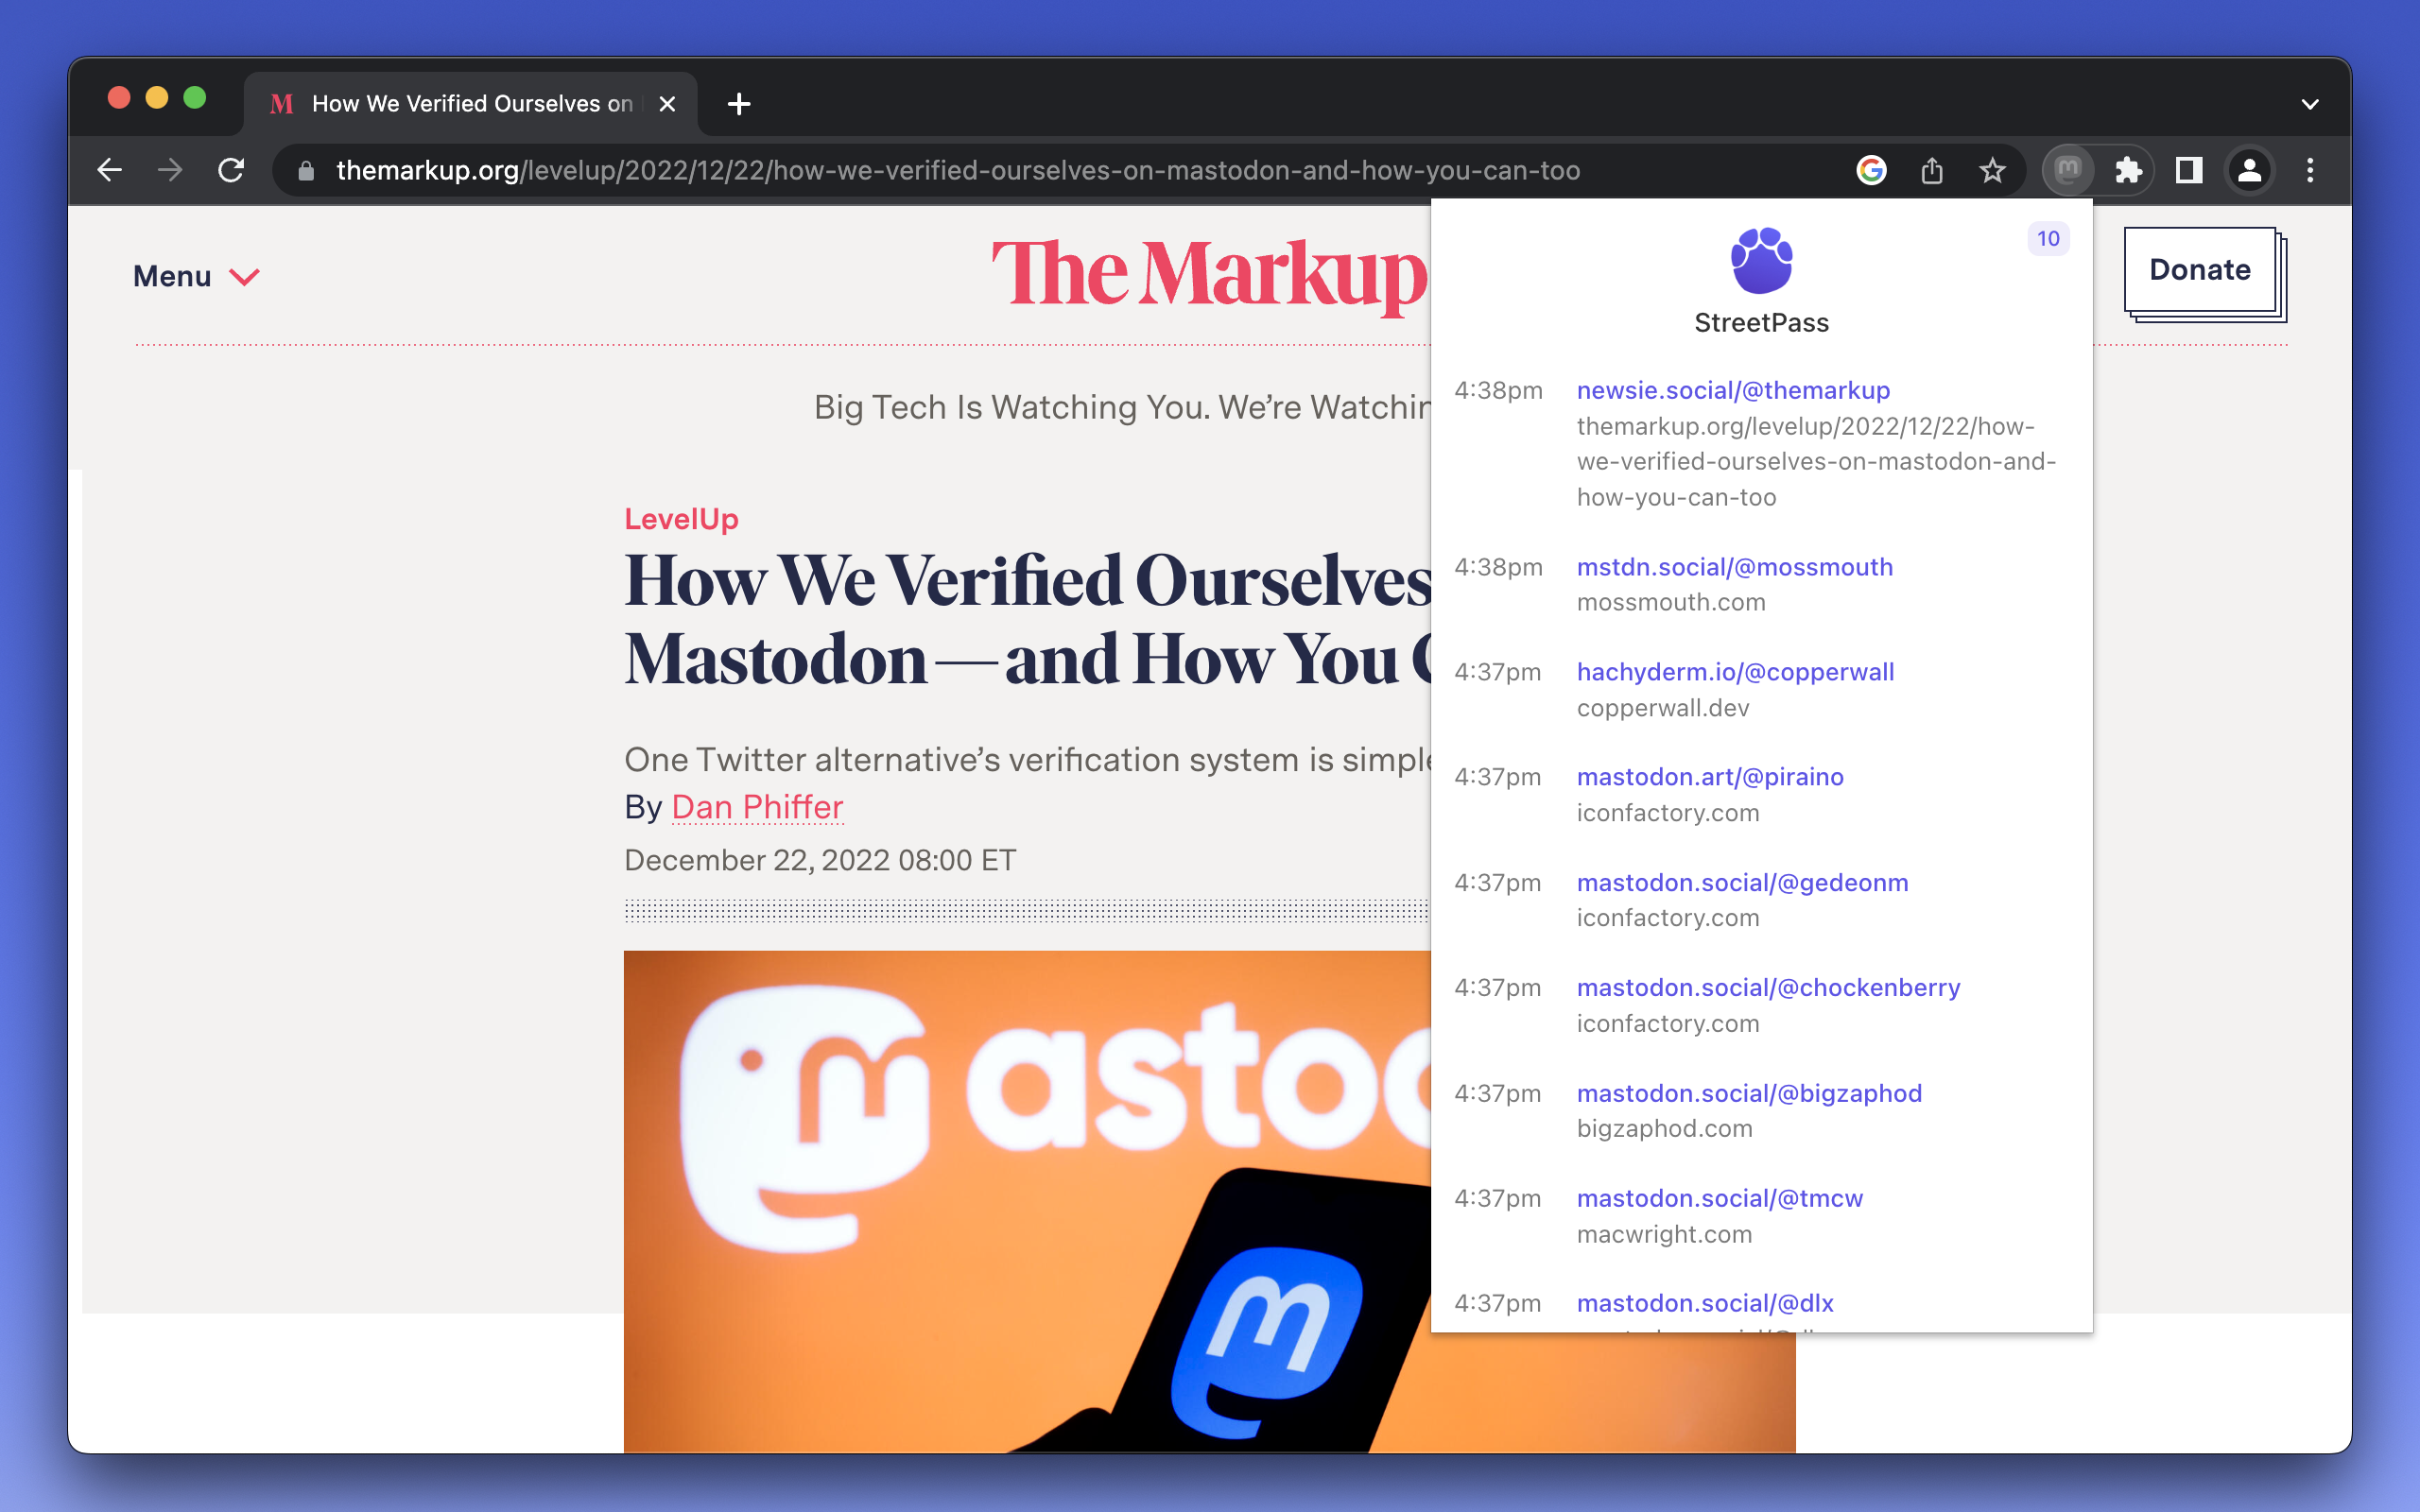 How We Verified Ourselves on
themarkup.org/levelup/2022/12/22/how-we-verified-ourselves-on-mastodon-and-how-you-can-too
Menu
The Markup
Donate
Big Tech Is Watching You. We’re Watchin
LevelUp
How We Verified Ourselves
Mastodon—and How You
One Twitter alternative’s verification system is simple
By Dan Phiffer
December 22, 2022 08:00 ET
mastod
10
StreetPass
4:38pm newsie.social/@themarkup
themarkup.org/levelup/2022/12/22/how-
we-verified-ourselves-on-mastodon-and-
how-you-can-too
4:38pm mstdn.social/@mossmouth
mossmouth.com
4:37pm hachyderm.io/@copperwall
copperwall.dev
4:37pm mastodon.art/@piraino
iconfactory.com
4:37pm mastodon.social/@gedeonm
iconfactory.com
4:37pm mastodon.social/@chockenberry
iconfactory.com
4:37pm mastodon.social/@bigzaphod
bigzaphod.com
4:37pm mastodon.social/@tmcw
macwright.com
4:37pm mastodon.social/@dlx